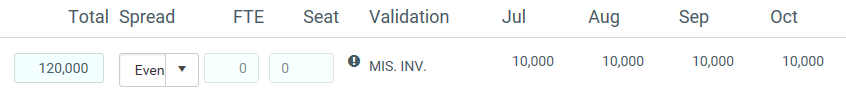 Total Spread FTE Seat Validation Jul Aug Sep Oct
120,000 Even 0 0 MIS. INV. 10,000 10,000 10,000 10,000